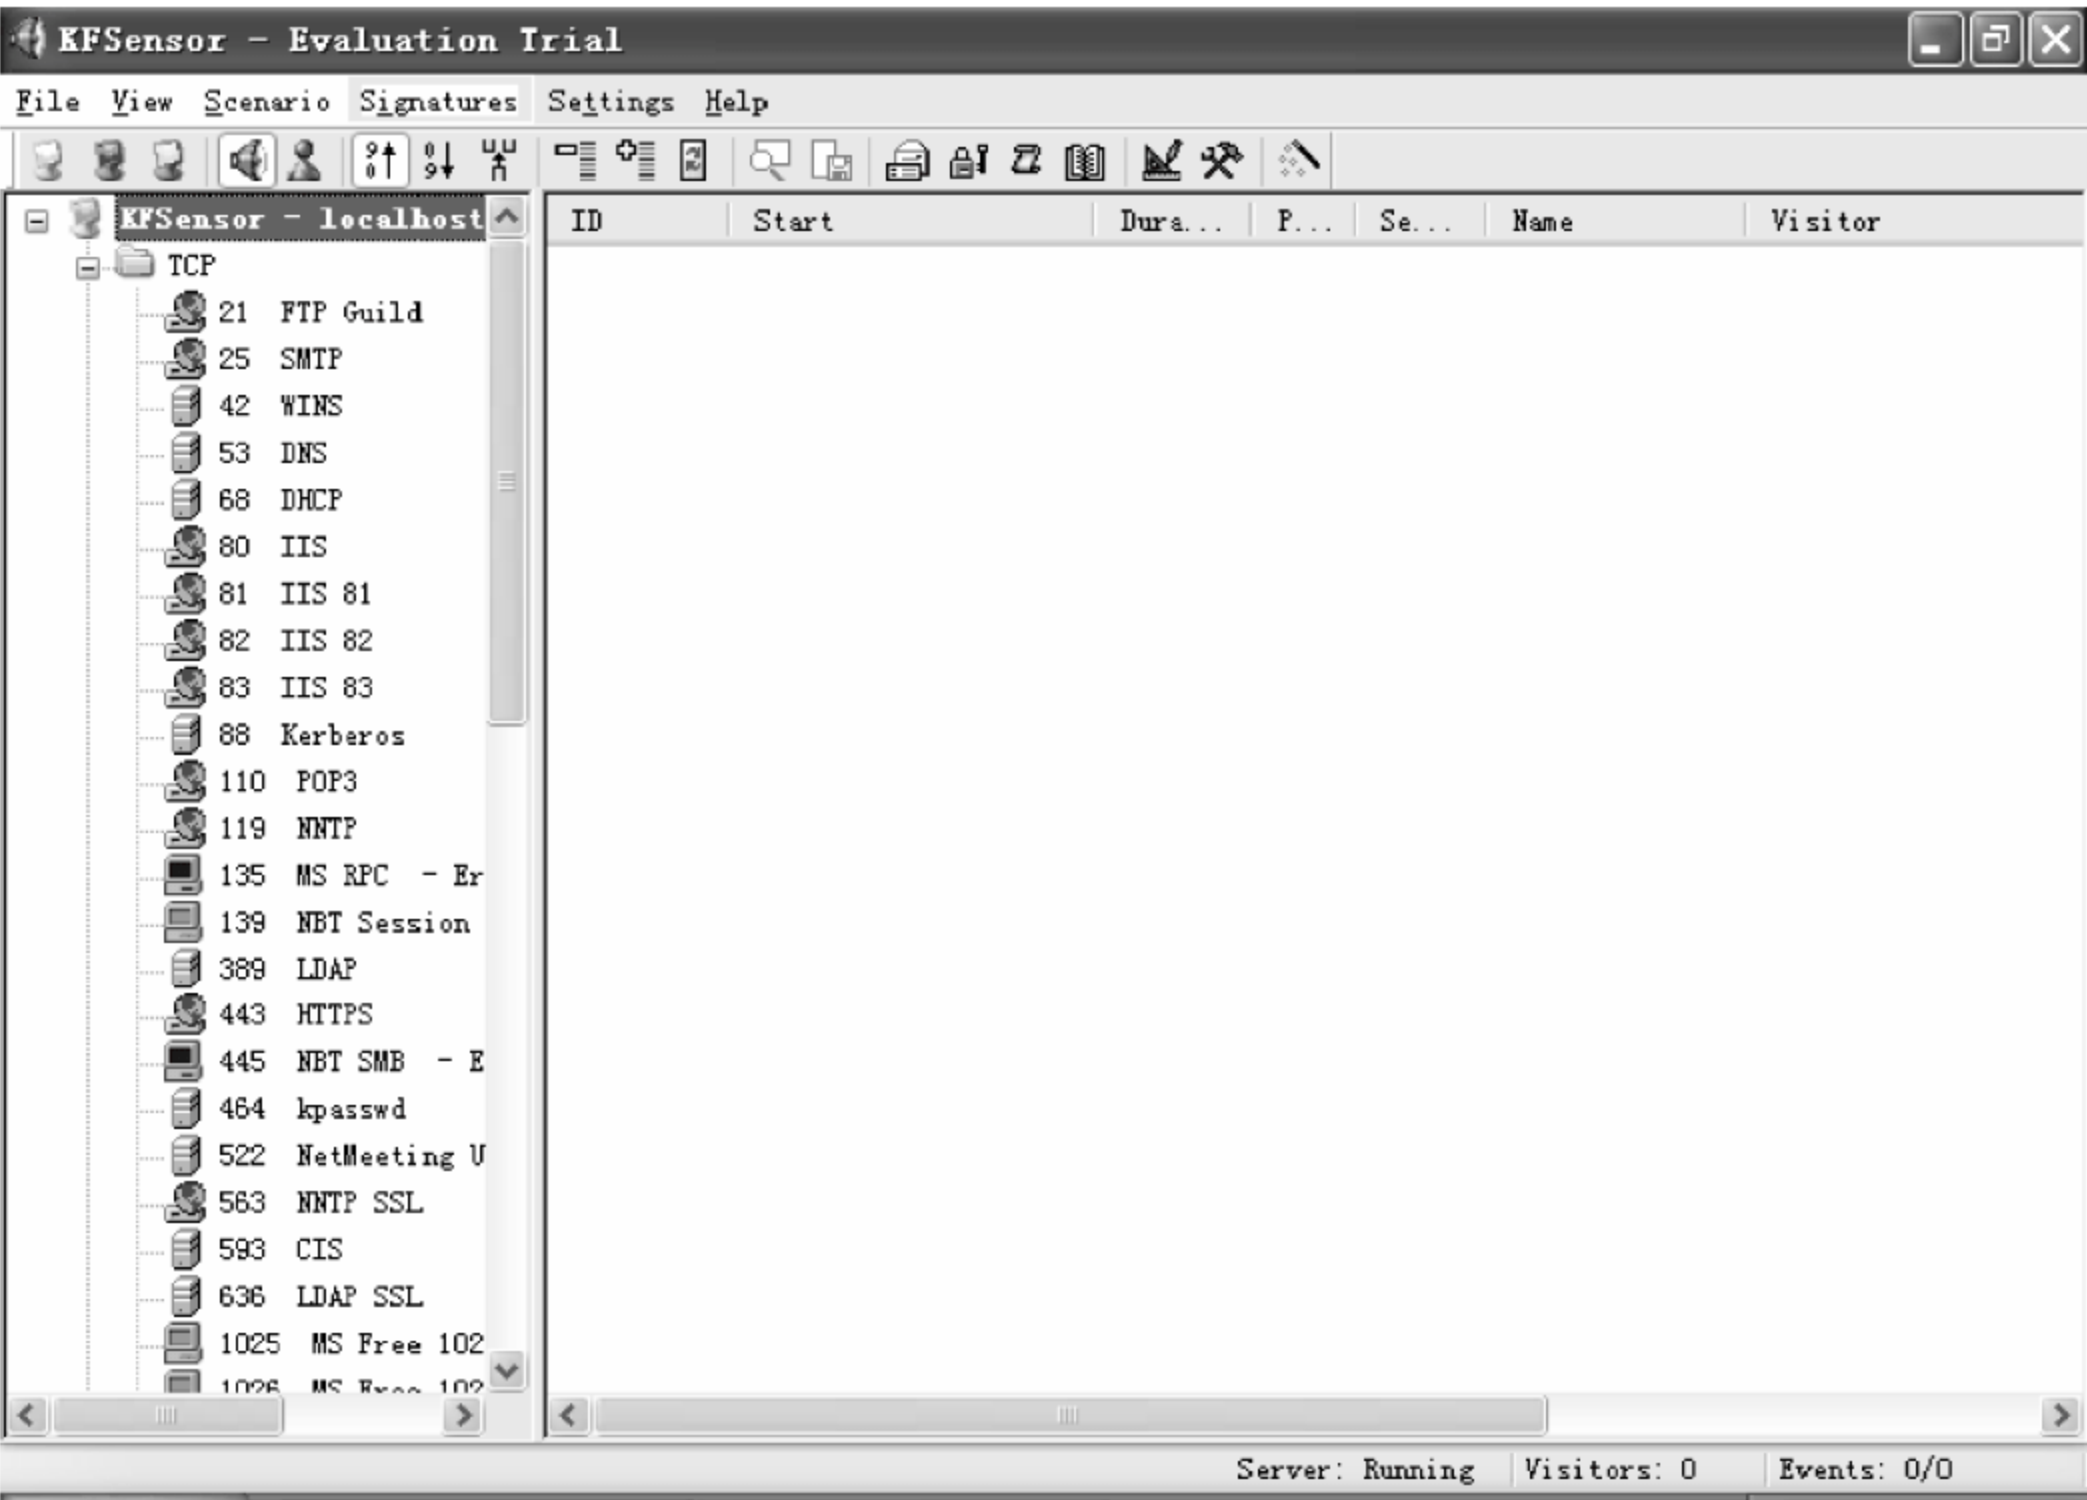 KFSensor - Evaluation Trial
File View Scenario Signatures Settings Help
KFSensor - localhost
ID Start Dura... P... Se... Name Visitor
TCP
21 FTP Guild
25 SMTP
42 WINS
53 DNS
68 DHCP
80 IIS
81 IIS 81
82 IIS 82
83 IIS 83
88 Kerberos
110 POP3
119 NNTP
135 MS RPC - Er
139 NBT Session
389 LDAP
443 HTTPS
445 NBT SMB - E
464 kpasswd
522 NetMeeting U
563 NNTP SSL
593 CIS
636 LDAP SSL
1025 MS Free 102
1026 MS Free 102
Server: Running Visitors: 0 Events: 0/0